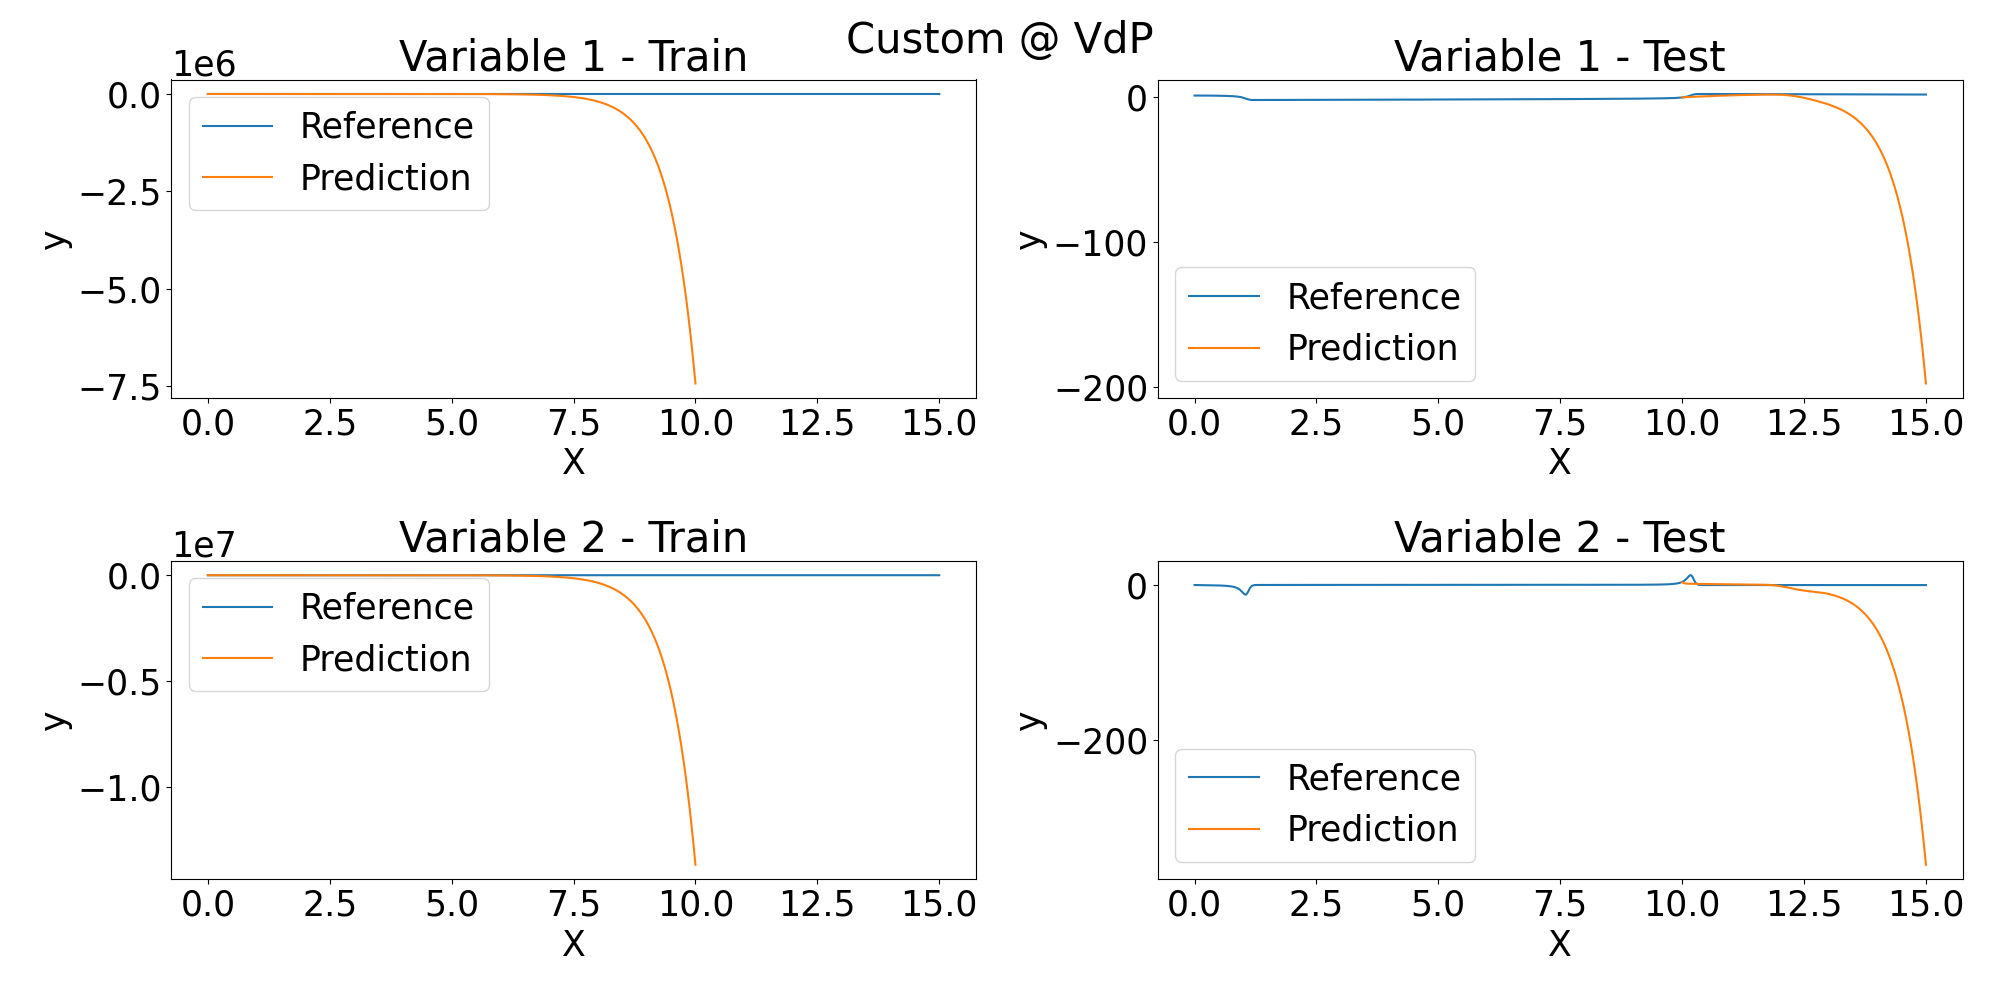 Custom @ VdP
Variable 1 - Train
1e6
0.0
−2.5
−5.0
−7.5
y
Reference
Prediction
0.0 2.5 5.0 7.5 10.0 12.5 15.0
X
Variable 1 - Test
0
−100
−200
y
Reference
Prediction
0.0 2.5 5.0 7.5 10.0 12.5 15.0
X
Variable 2 - Train
1e7
0.0
−0.5
−1.0
y
Reference
Prediction
0.0 2.5 5.0 7.5 10.0 12.5 15.0
X
Variable 2 - Test
0
−200
y
Reference
Prediction
0.0 2.5 5.0 7.5 10.0 12.5 15.0
X